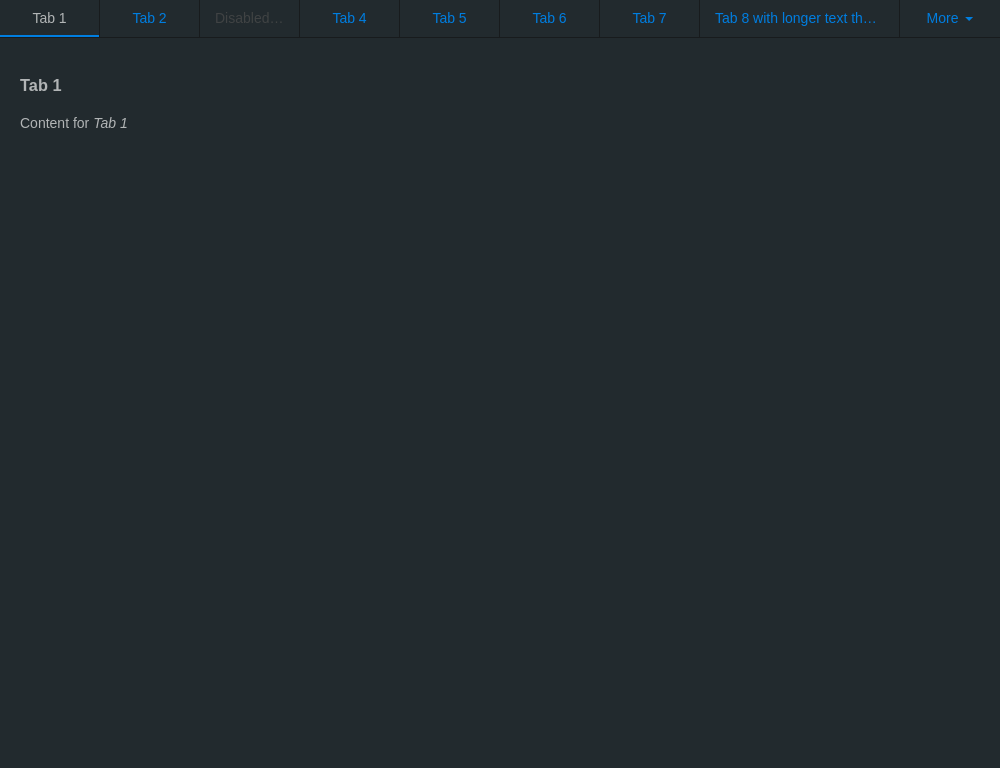 Tab 1 Tab 2 Disabled… Tab 4 Tab 5 Tab 6 Tab 7 Tab 8 with longer text th… More
Tab 1
Content for Tab 1